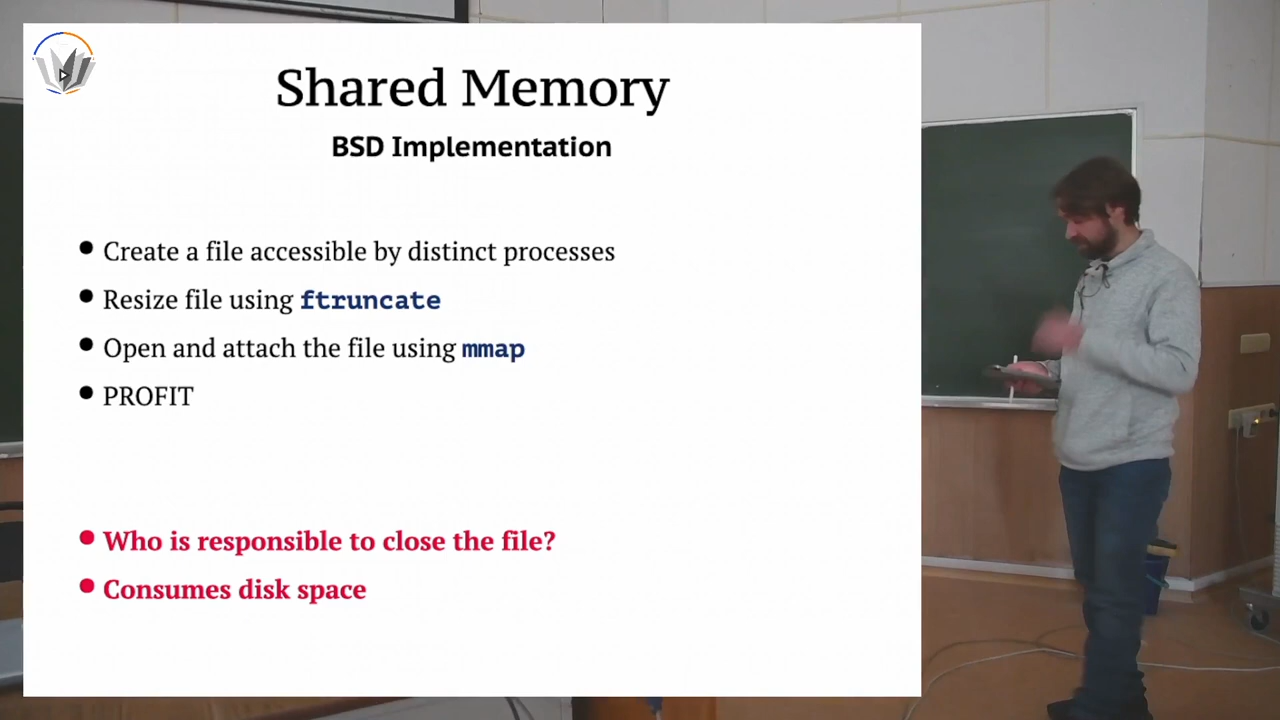 Shared Memory
BSD Implementation
• Create a file accessible by distinct processes
• Resize file using ftruncate
• Open and attach the file using mmap
• PROFIT
• Who is responsible to close the file?
• Consumes disk space